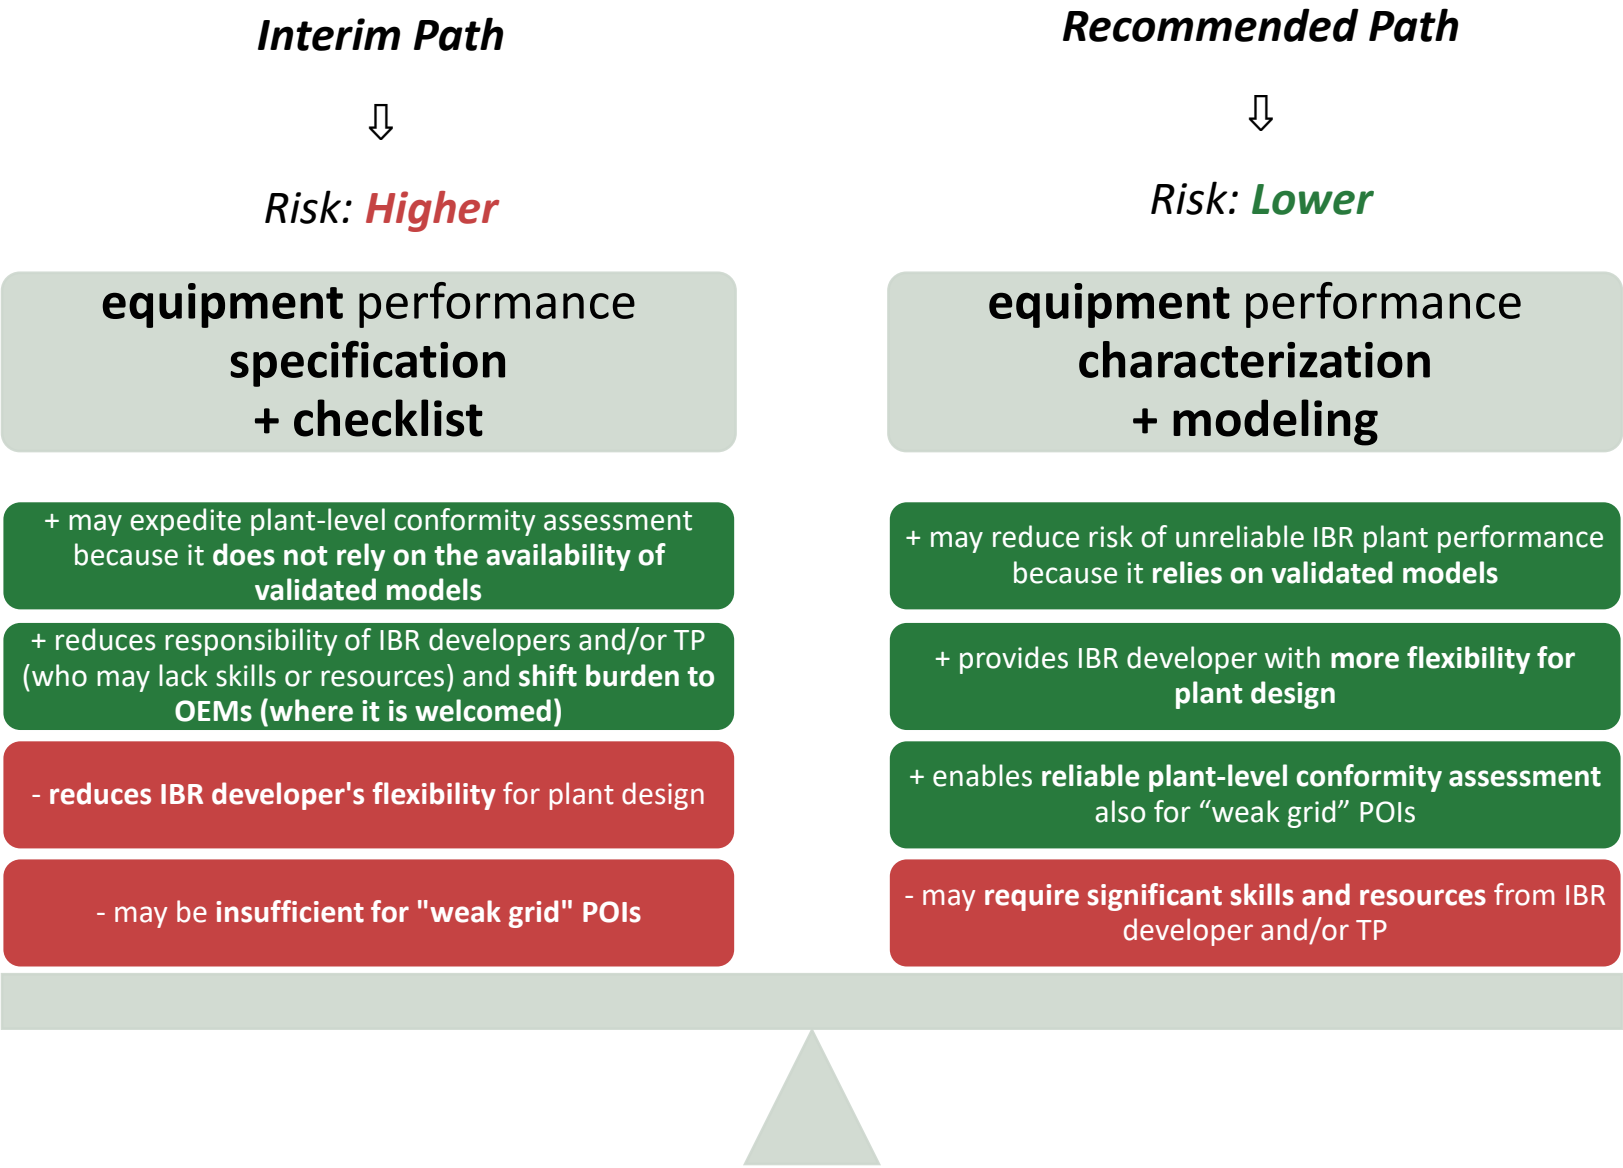 Interim Path
⇩
Risk: Higher
equipment performance
specification
+ checklist
+ may expedite plant-level conformity assessment
because it does not rely on the availability of
validated models
+ reduces responsibility of IBR developers and/or TP
(who may lack skills or resources) and shift burden to
OEMs (where it is welcomed)
- reduces IBR developer's flexibility for plant design
- may be insufficient for "weak grid" POIs
Recommended Path
⇩
Risk: Lower
equipment performance
characterization
+ modeling
+ may reduce risk of unreliable IBR plant performance
because it relies on validated models
+ provides IBR developer with more flexibility for
plant design
+ enables reliable plant-level conformity assessment
also for “weak grid” POIs
- may require significant skills and resources from IBR
developer and/or TP